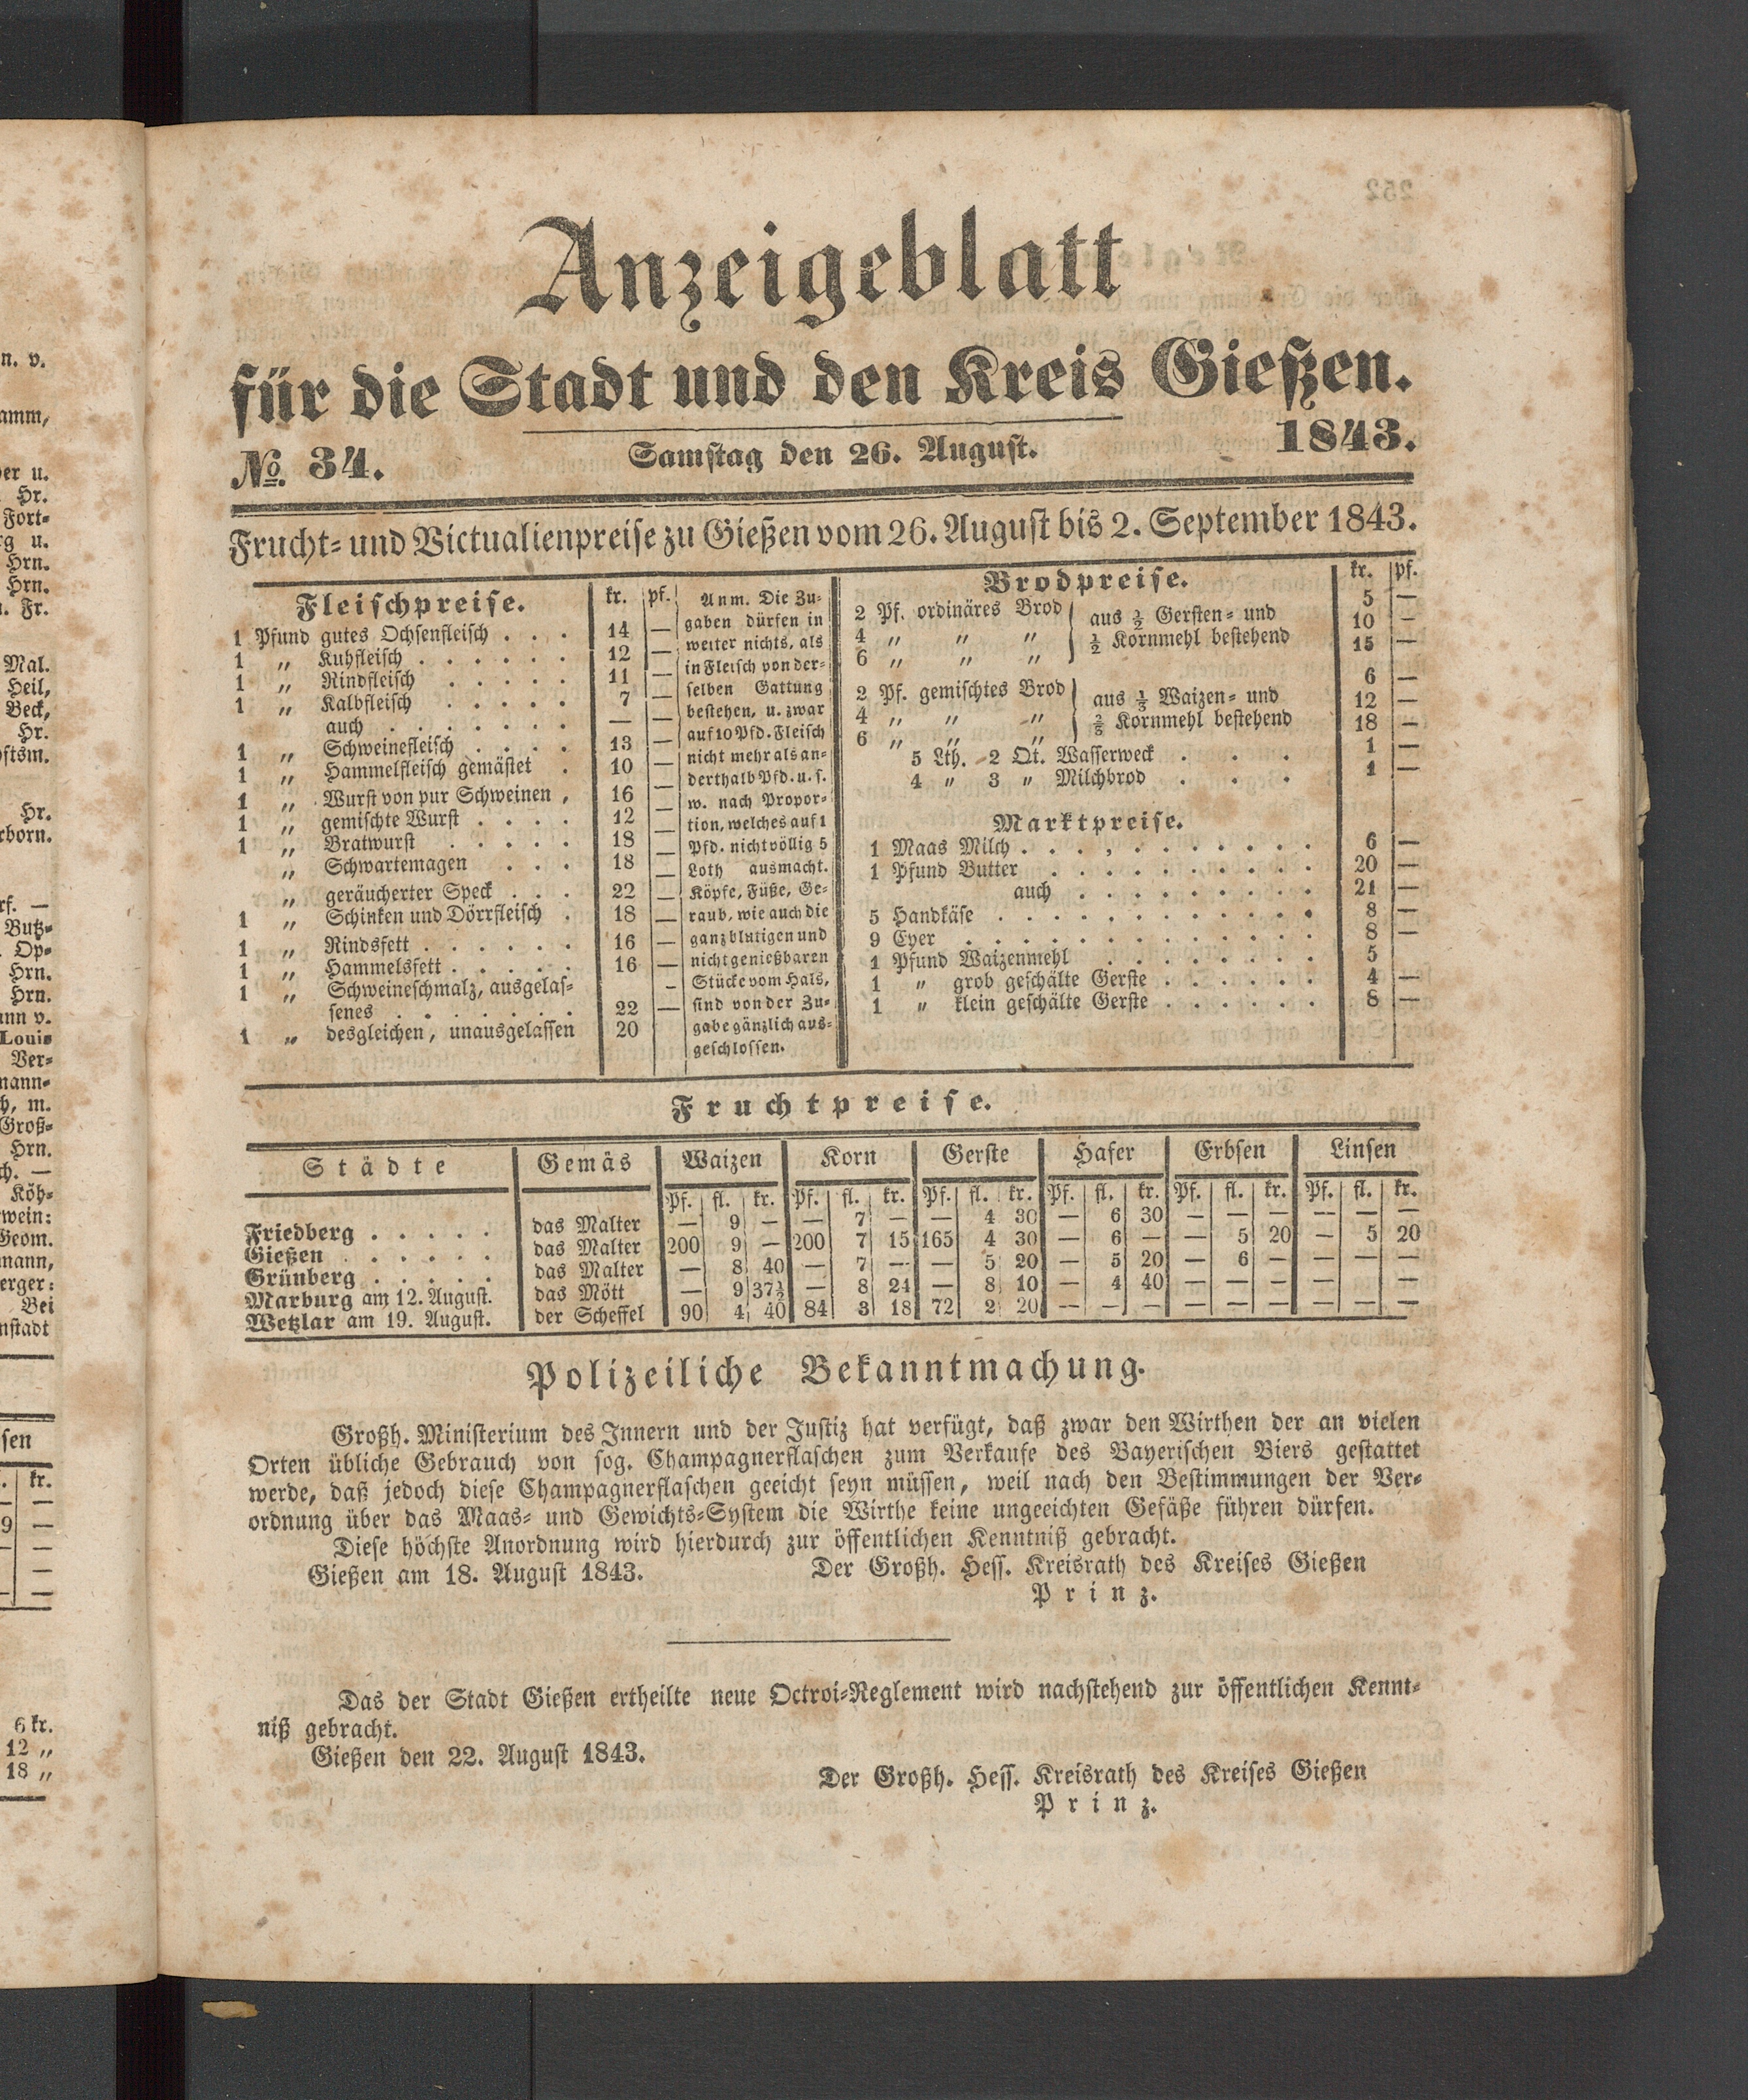 Anzeigeblatt
für die Stadt und den Kreis Gießen.
№ 34. Samstag den 26. August. 1843.
Frucht- und Victualienpreise zu Gießen vom 26. August bis 2. September 1843.
Fleischpreise. kr. pf.
1 Pfund gutes Ochsenfleisch . . . 14 —
1 „ Kuhfleisch . . . . . . 12 —
1 „ Rindfleisch . . . . . 11 —
1 „ Kalbfleisch . . . . . 7 —
auch . . . . . . — —
1 „ Schweinefleisch . . . . 13 —
1 „ Hammelfleisch gemästet . 10 —
1 „ Wurst von pur Schweinen , 16 —
1 „ gemischte Wurst . . . . 12 —
1 „ Bratwurst . . . . . 18 —
„ Schwartemagen . . . 18 —
„ geräucherter Speck . . . 22 —
1 „ Schinken und Dörrfleisch . 18 —
1 „ Rindsfett . . . . . . 16 —
1 „ Hammelsfett . . . . . 16 —
1 „ Schweineschmalz, ausgelas-
senes . . . . . . . 22 —
1 „ desgleichen, unausgelassen 20
Anm. Die Zu-
gaben dürfen in
weiter nichts, als
in Fleisch von der-
selben Gattung
bestehen, u. zwar
auf 10 Pfd. Fleisch
nicht mehr als an-
derthalb Pfd. u. s.
w. nach Propor-
tion, welches auf 1
Pfd. nicht völlig 5
Loth ausmacht.
Köpfe, Füße, Ge-
raub, wie auch die
ganz blutigen und
nicht genießbaren
Stücke vom Hals,
sind von der Zu-
gabe gänzlich aus-
geschlossen.
Brodpreise. kr. pf.
2 Pf. ordinäres Brod aus ½ Gersten- und 5 —
4 „ „ „ ½ Kornmehl bestehend 10 —
6 „ „ „ 15 —
2 Pf. gemischtes Brod aus ⅓ Waizen- und 6 —
4 „ „ „ ⅔ Kornmehl bestehend 12 —
6 „ „ „ 18 —
5 Lth. 2 Qt. Wasserweck . . . 1 —
4 „ 3 „ Milchbrod . . . 1 —
Marktpreise.
1 Maas Milch . . . , . . . . . . . 6 —
1 Pfund Butter . . . . . . . . . . 20 —
auch . . . . . . . . . 21 —
5 Handkäse . . . . . . . . . . . 8 —
9 Eyer . . . . . . . . . . . . 8 —
1 Pfund Waizenmehl . . . . . . . . 5
1 „ grob geschälte Gerste . . . . . . 4 —
1 „ klein geschälte Gerste . . . . . . 8 —
Fruchtpreise.
Städte Gemäs Waizen Korn Gerste Hafer Erbsen Linsen
Pf. fl. kr. Pf. fl. kr. Pf. fl. kr. Pf. fl. kr. Pf. fl. kr. Pf. fl. kr.
Friedberg . . . . . das Malter — 9 — — 7 — — 4 30 — 6 30 — — — — — —
Gießen . . . . . . das Malter 200 9 — 200 7 15 165 4 30 — 6 — — 5 20 — 5 20
Grünberg . . . . . das Malter — 8 40 — 7 — — 5 20 — 5 20 — 6 — — — —
Marburg am 12. August. das Mött — 9 37½ — 8 24 — 8 10 — 4 40 — — — — — —
Wetzlar am 19. August. der Scheffel 90 4 40 84 3 18 72 2 20 — — — — — — — — —
Polizeiliche Bekanntmachung.
Großh. Ministerium des Innern und der Justiz hat verfügt, daß zwar den Wirthen der an vielen
Orten übliche Gebrauch von sog. Champagnerflaschen zum Verkaufe des Bayerischen Biers gestattet
werde, daß jedoch diese Champagnerflaschen geeicht seyn müssen, weil nach den Bestimmungen der Ver-
ordnung über das Maas- und Gewichts-System die Wirthe keine ungeeichten Gefäße führen dürfen.
Diese höchste Anordnung wird hierdurch zur öffentlichen Kenntniß gebracht.
Gießen am 18. August 1843. Der Großh. Hess. Kreisrath des Kreises Gießen
Prinz.
Das der Stadt Gießen ertheilte neue Octroi-Reglement wird nachstehend zur öffentlichen Kennt-
niß gebracht.
Gießen den 22. August 1843.
Der Großh. Hess. Kreisrath des Kreises Gießen
Prinz.